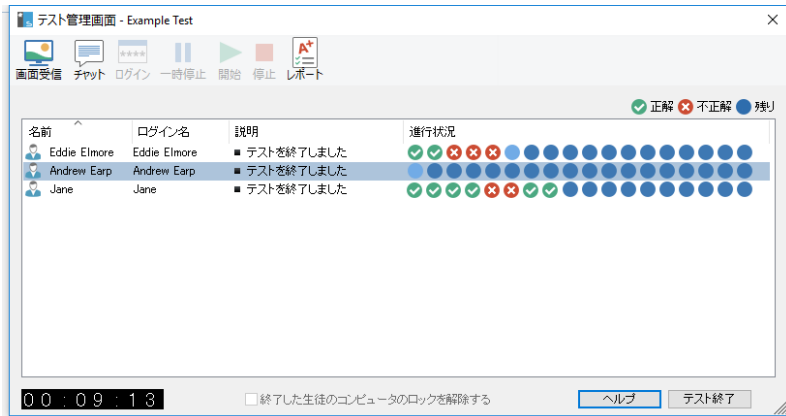 テスト管理画面 - Example Test
画面受信 チャット ログイン 一時停止 開始 停止 レポート
正解 不正解 残り
名前 ログイン名 説明 進行状況
Eddie Elmore Eddie Elmore ■ テストを終了しました
Andrew Earp Andrew Earp ■ テストを終了しました
Jane Jane ■ テストを終了しました
00:09:13 終了した生徒のコンピュータのロックを解除する ヘルプ テスト終了